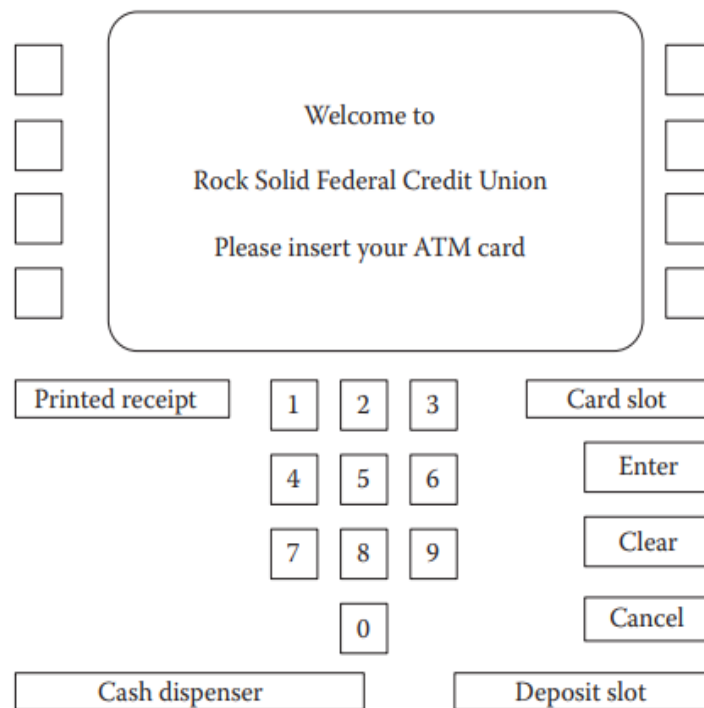 Welcome to
Rock Solid Federal Credit Union
Please insert your ATM card
Printed receipt
1 2 3
Card slot
4 5 6
Enter
7 8 9
Clear
0
Cancel
Cash dispenser
Deposit slot